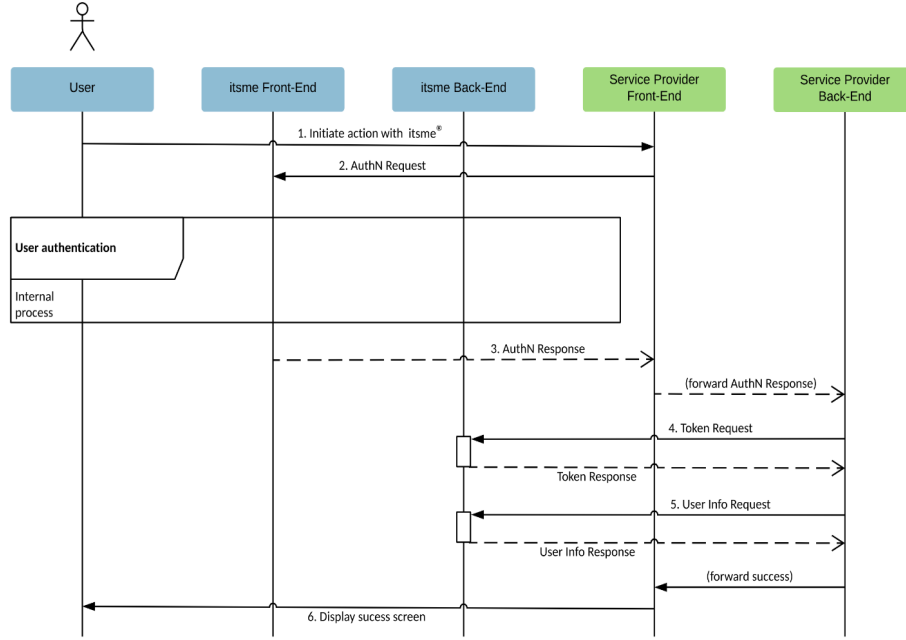 User
itsme Front-End
itsme Back-End
Service Provider
Front-End
Service Provider
Back-End
1. Initiate action with itsme®
2. AuthN Request
User authentication
Internal
process
3. AuthN Response
(forward AuthN Response)
4. Token Request
Token Response
5. User Info Request
User Info Response
(forward success)
6. Display sucess screen